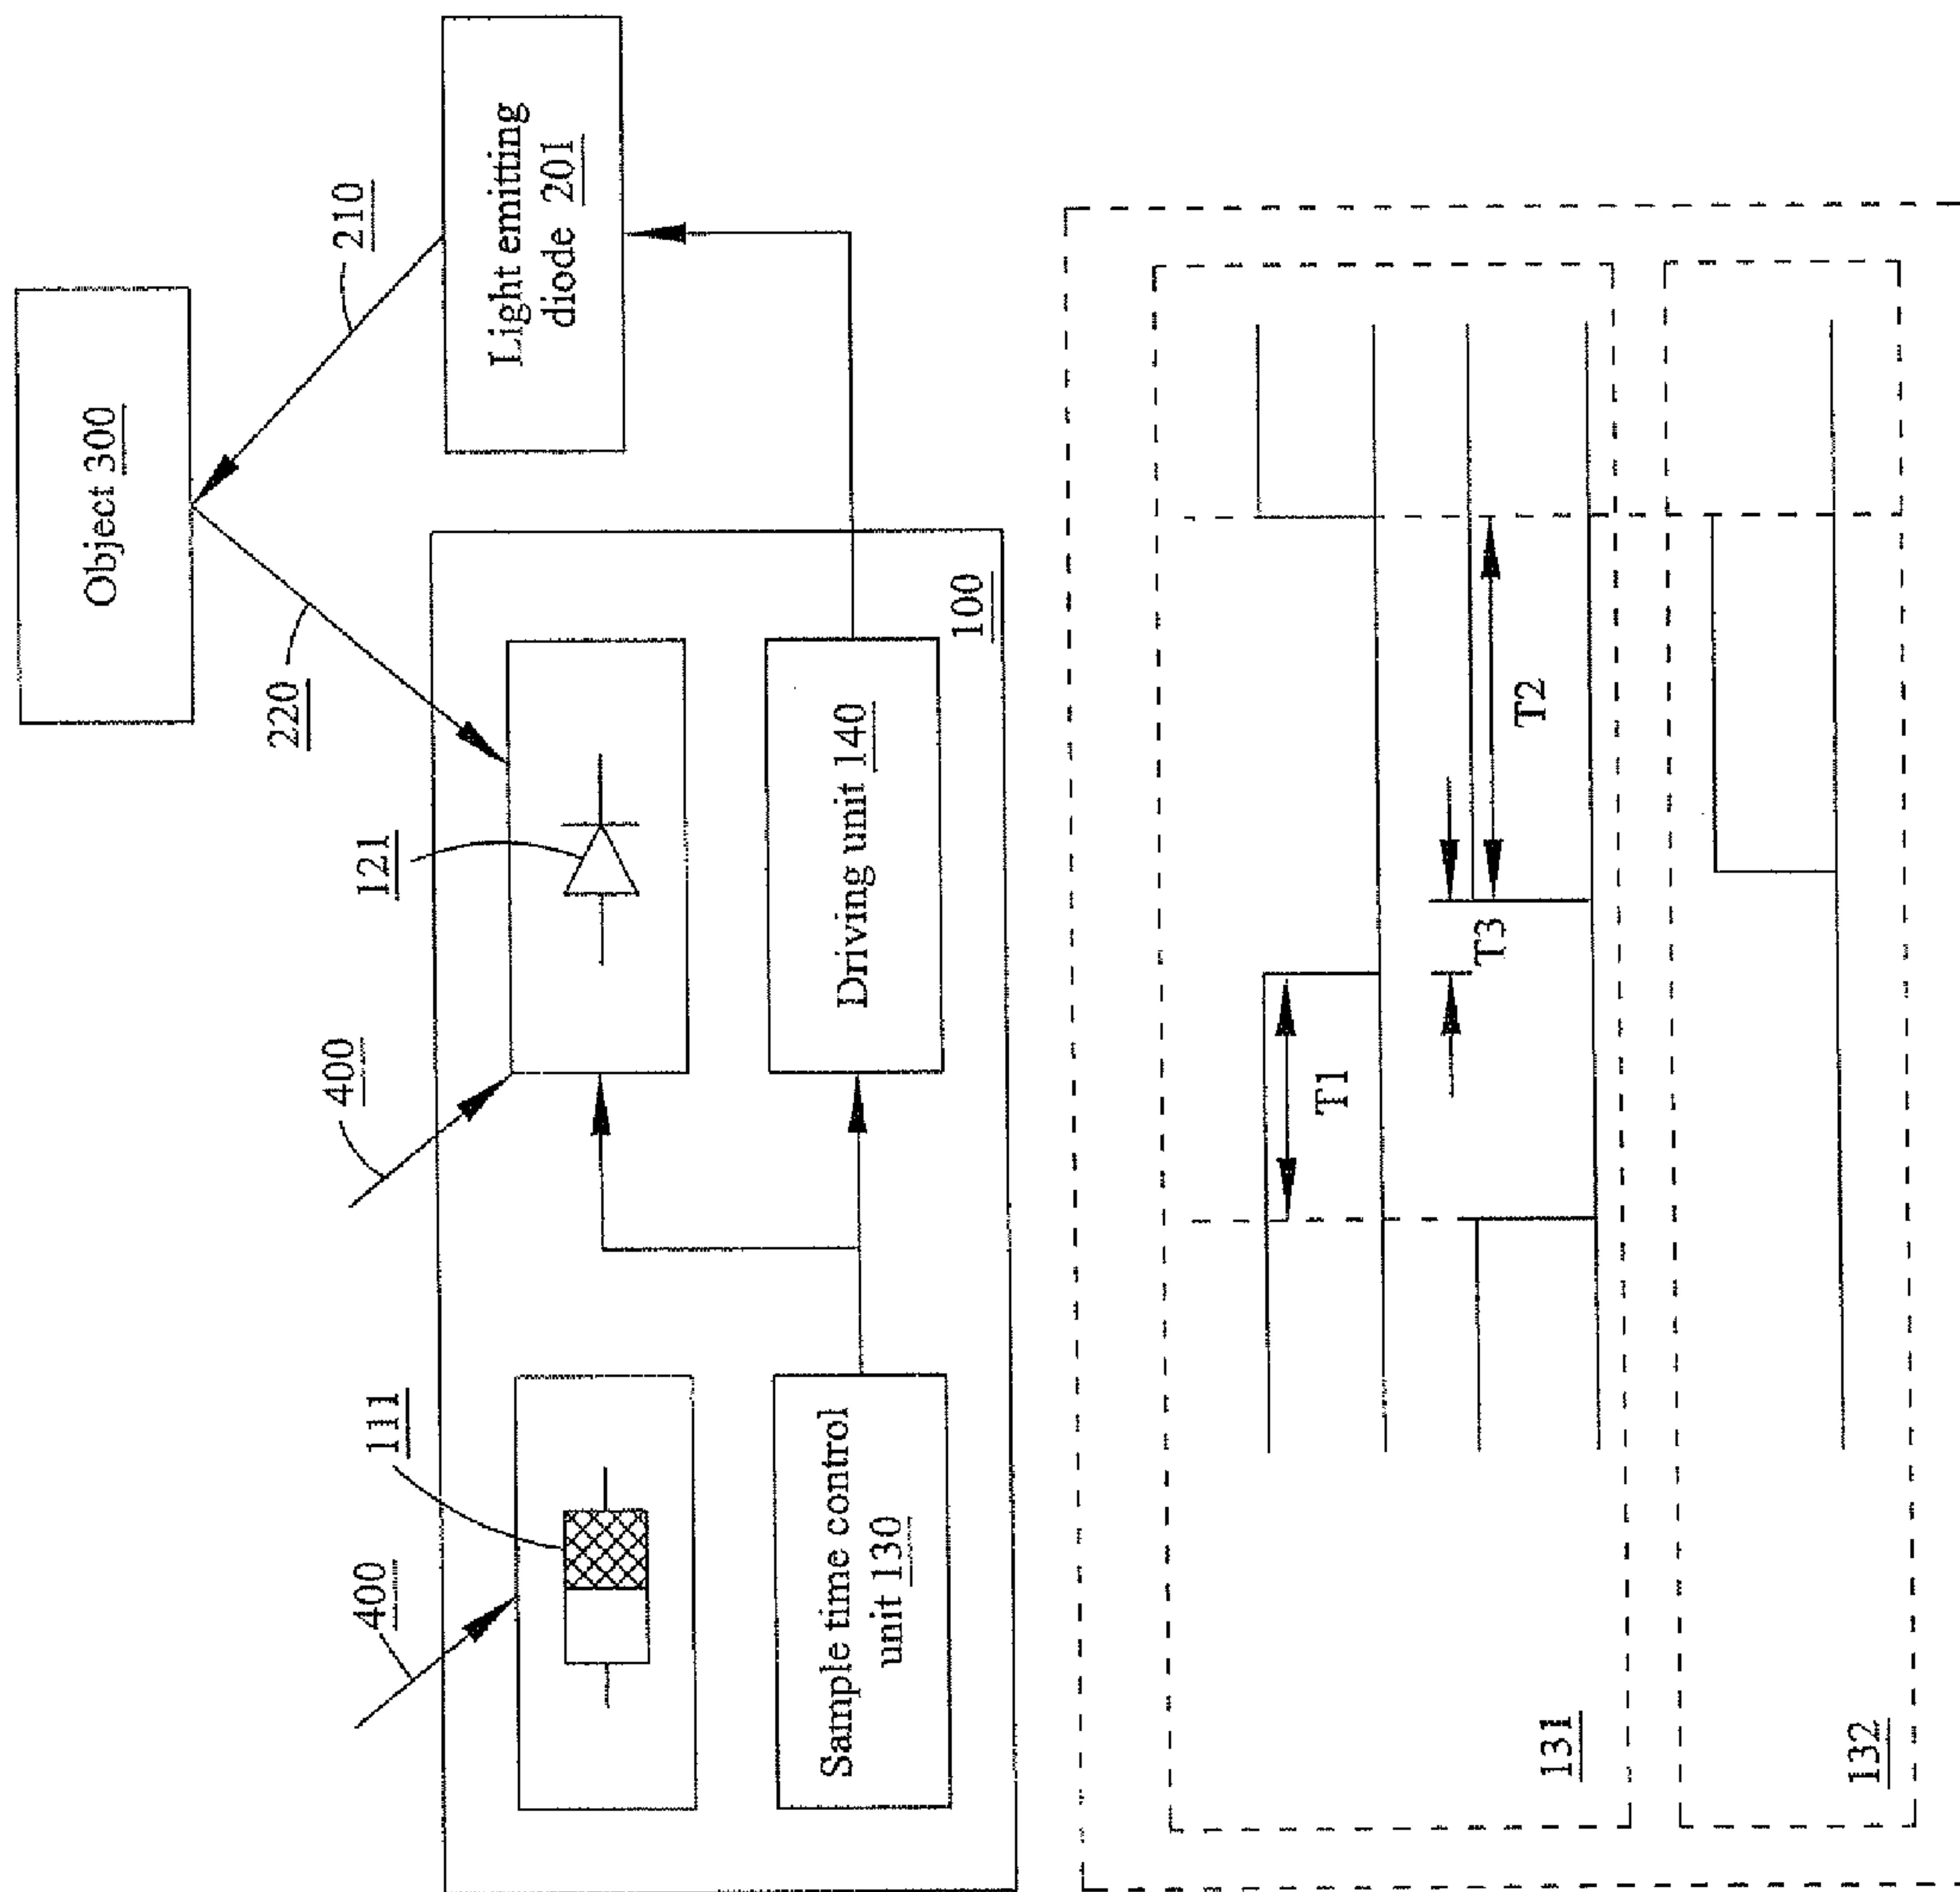 Object 300
210
220
Light emitting
diode 201
400
111
400
121
Sample time control
unit 130
Driving unit 140
100
T1
T3
T2
131
132